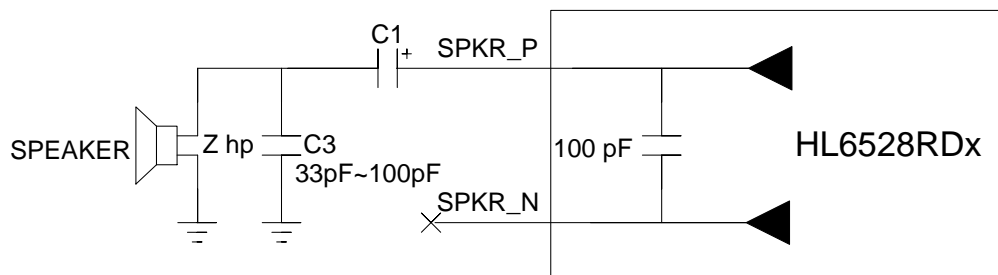 C1
+
SPKR_P
SPEAKER
Z hp
C3
33pF~100pF
100 pF
HL6528RDx
SPKR_N